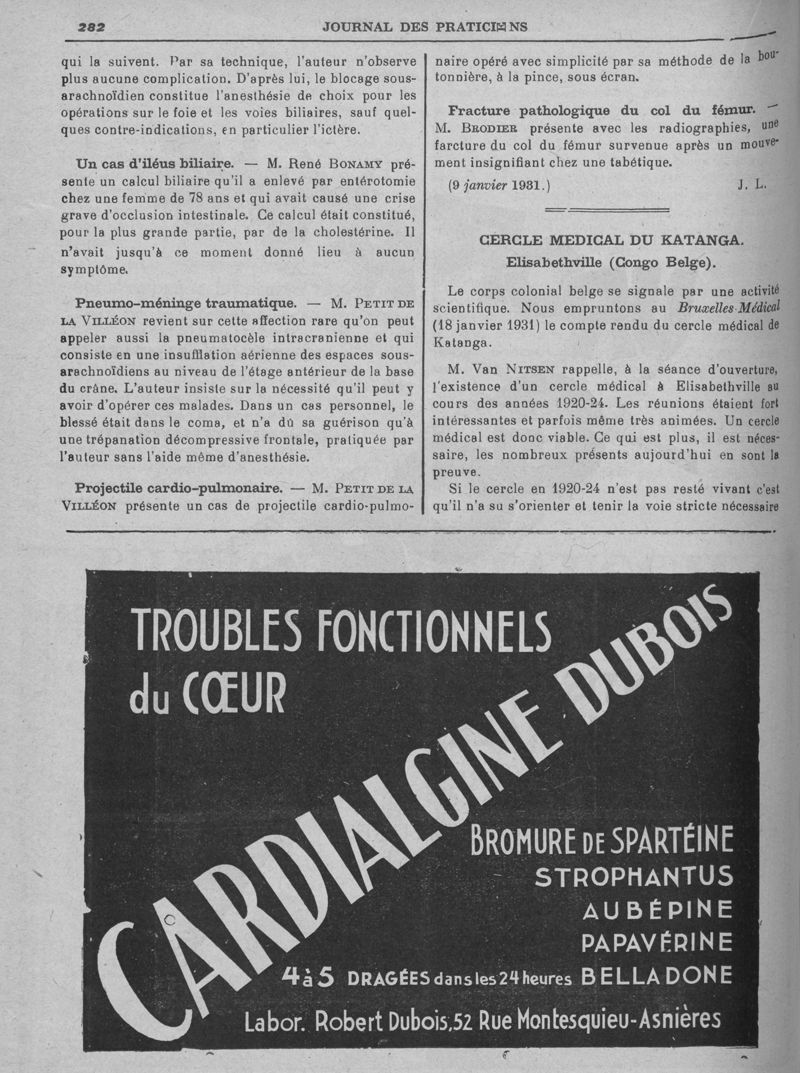 282
JOURNAL DES PRATICIENS
qui la suivent. Par sa technique, l'auteur n'observe
plus aucune complication. D'après lui, le blocage sous-
arachnoïdien constitue l'anesthésie de choix pour les
opérations sur le foie et les voies biliaires, sauf quel-
ques contre-indications, en particulier l'ictère.
Un cas d'iléus biliaire. — M. René BONAMY pré-
sente un calcul biliaire qu'il a enlevé par entérotomie
chez une femme de 78 ans et qui avait causé une crise
grave d'occlusion intestinale. Ce calcul était constitué,
pour la plus grande partie, par de la cholestérine. Il
n'avait jusqu'à ce moment donné lieu à aucun
symptôme.
Pneumo-méninge traumatique. — M. PETIT DE
LA VILLÉON revient sur cette affection rare qu'on peut
appeler aussi la pneumatocèle intracranienne et qui
consiste en une insufflation aérienne des espaces sous-
arachnoïdiens au niveau de l'étage antérieur de la base
du crâne. L'auteur insiste sur la nécessité qu'il peut y
avoir d'opérer ces malades. Dans un cas personnel, le
blessé était dans le coma, et n'a dû sa guérison qu'à
une trépanation décompressive frontale, pratiquée par
l'auteur sans l'aide même d'anesthésie.
Projectile cardio-pulmonaire. — M. PETIT DE LA
VILLÉON présente un cas de projectile cardio-pulmo-
naire opéré avec simplicité par sa méthode de la bou-
tonnière, à la pince, sous écran.
Fracture pathologique du col du fémur. —
M. BRODIER présente avec les radiographies, une
farcture du col du fémur survenue après un mouve-
ment insignifiant chez une tabétique.
(9 janvier 1931.) J. L.
CERCLE MEDICAL DU KATANGA.
Elisabethville (Congo Belge).
Le corps colonial belge se signale par une activité
scientifique. Nous empruntons au Bruxelles-Médical
(18 janvier 1931) le compte rendu du cercle médical de
Katanga.
M. Van NITSEN rappelle, à la séance d'ouverture,
l'existence d'un cercle médical à Elisabethville au
cours des années 1920-24. Les réunions étaient fort
intéressantes et parfois même très animées. Un cercle
médical est donc viable. Ce qui est plus, il est néces-
saire, les nombreux présents aujourd'hui en sont la
preuve.
Si le cercle en 1920-24 n'est pas resté vivant c'est
qu'il n'a su s'orienter et tenir la voie stricte nécessaire
TROUBLES FONCTIONNELS
du CŒUR
CARDIALGINE DUBOIS
BROMURE DE SPARTÉINE
STROPHANTUS
AUBÉPINE
PAPAVÉRINE
4 à 5 DRAGÉES dans les 24 heures BELLADONE
Labor. Robert Dubois, 52 Rue Montesquieu-Asnières